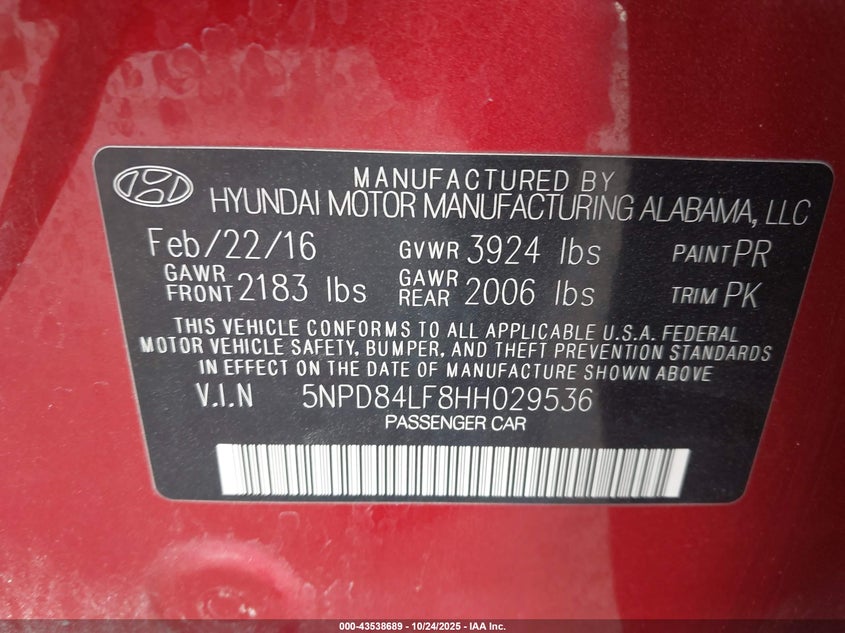 MANUFACTURED BY
HYUNDAI MOTOR MANUFACTURING ALABAMA, LLC
Feb/22/16 GVWR 3924 lbs PAINT PR
GAWR FRONT 2183 lbs GAWR REAR 2006 lbs TRIM PK
THIS VEHICLE CONFORMS TO ALL APPLICABLE U.S.A. FEDERAL
MOTOR VEHICLE SAFETY, BUMPER, AND THEFT PREVENTION STANDARDS
IN EFFECT ON THE DATE OF MANUFACTURE SHOWN ABOVE
V.I.N 5NPD84LF8HH029536
PASSENGER CAR
000-43538689 - 10/24/2025 - IAA Inc.